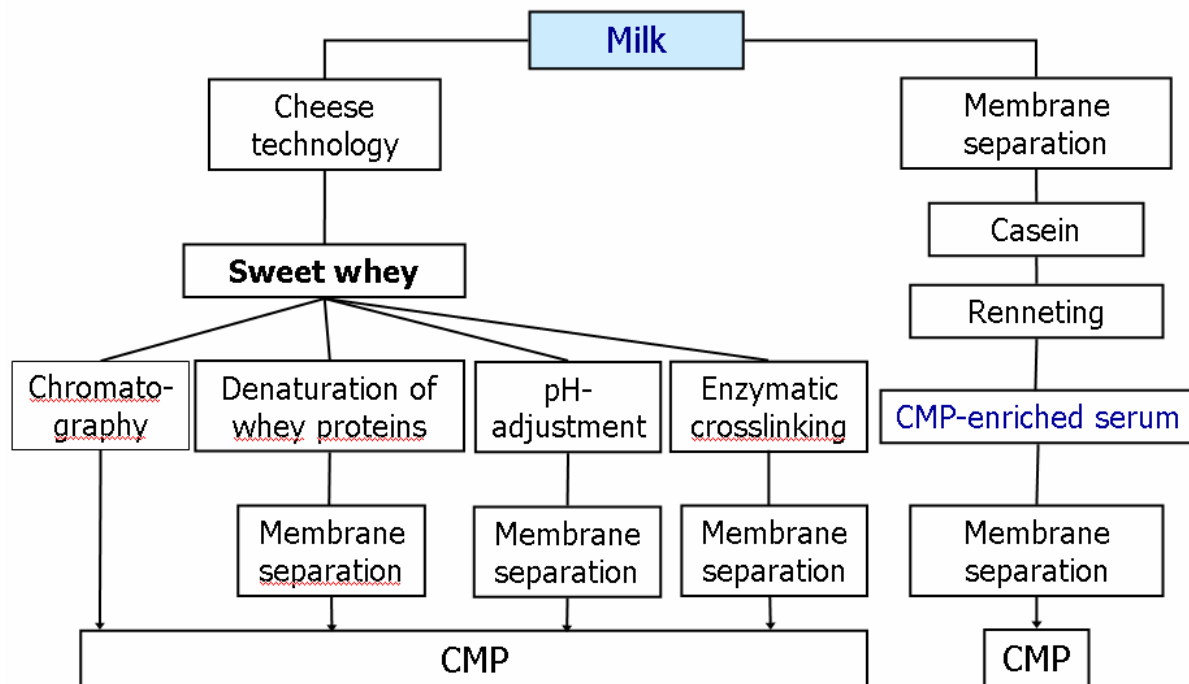 Milk
Cheese
technology
Membrane
separation
Casein
Sweet whey
Renneting
Chromato-
graphy
Denaturation of
whey proteins
pH-
adjustment
Enzymatic
crosslinking
CMP-enriched serum
Membrane
separation
Membrane
separation
Membrane
separation
Membrane
separation
CMP
CMP